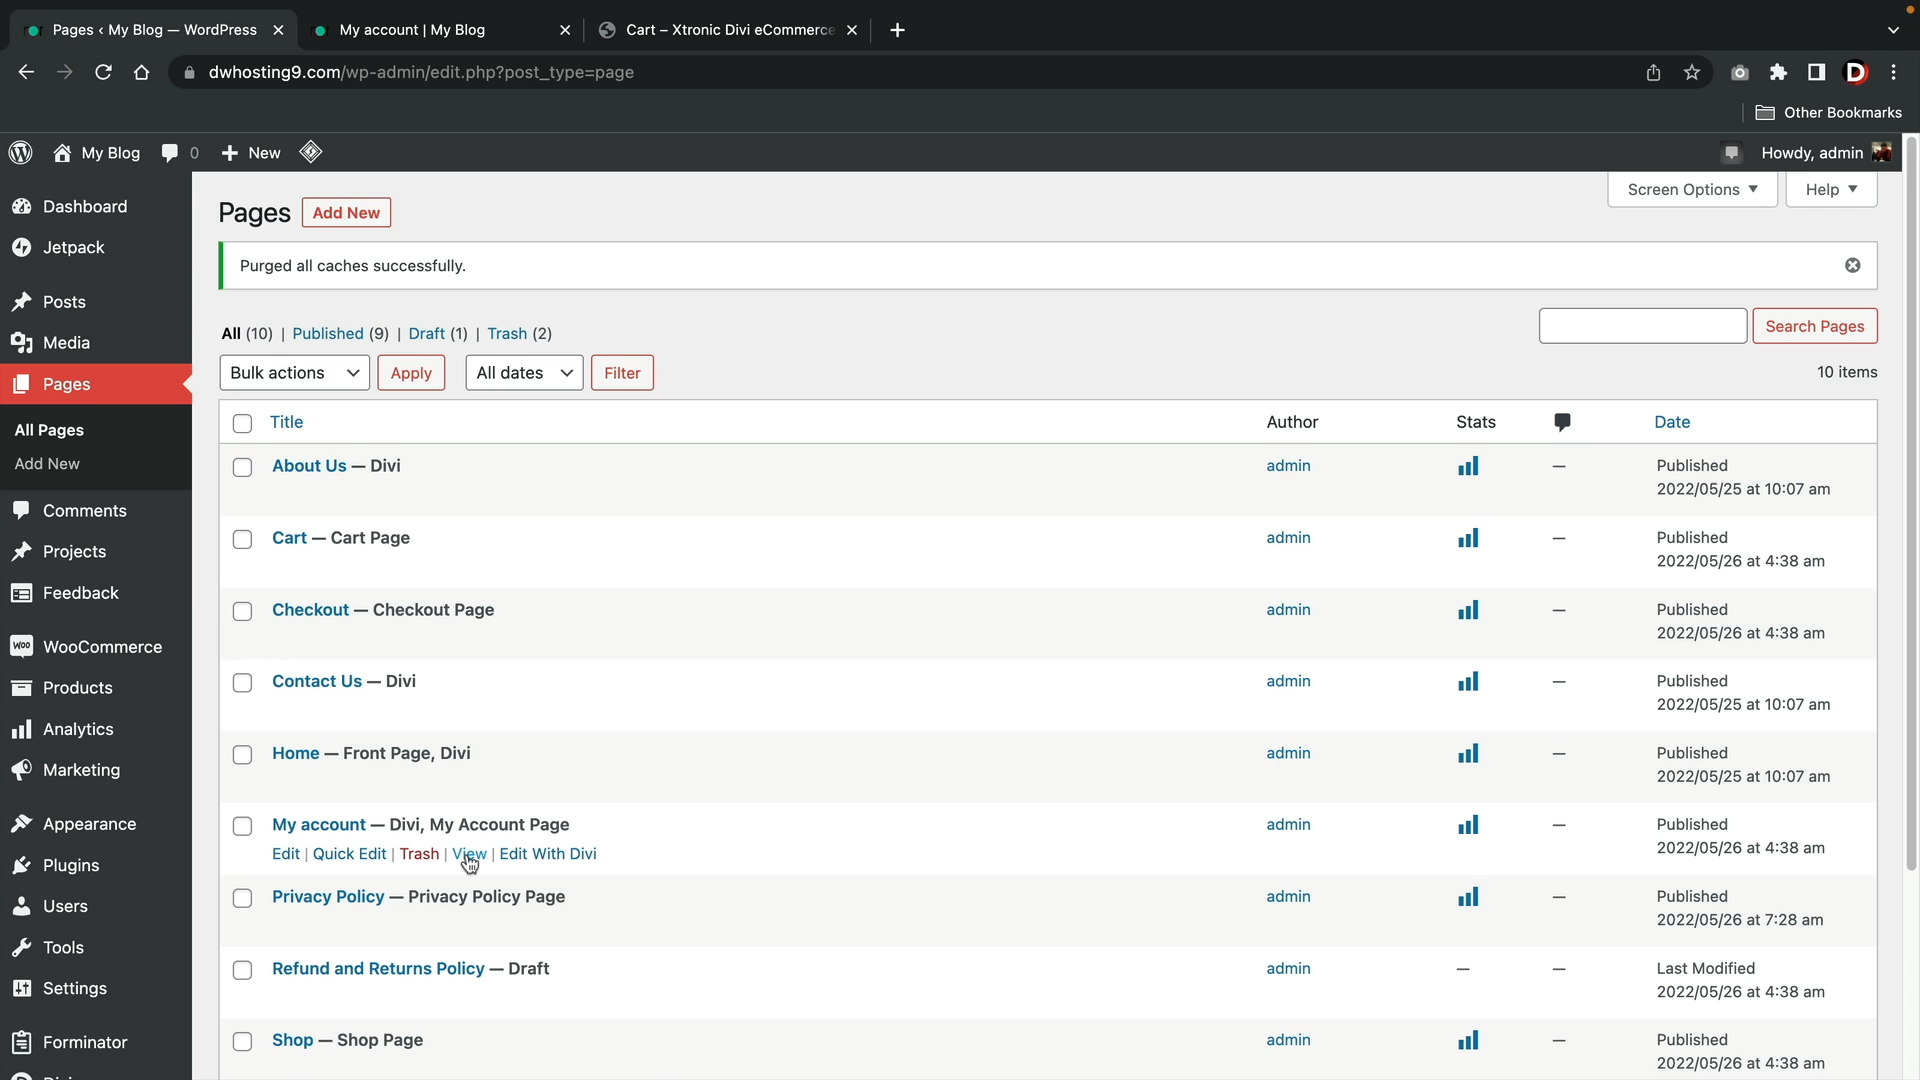 Pages ‹ My Blog — WordPress
My account | My Blog
Cart – Xtronic Divi eCommerce
dwhosting9.com/wp-admin/edit.php?post_type=page
Other Bookmarks
My Blog
0
New
Howdy, admin
Screen Options
Help
Dashboard
Jetpack
Posts
Media
Pages
All Pages
Add New
Comments
Projects
Feedback
WooCommerce
Products
Analytics
Marketing
Appearance
Plugins
Users
Tools
Settings
Forminator
Pages Add New
Purged all caches successfully.
All (10) | Published (9) | Draft (1) | Trash (2)
Search Pages
Bulk actions Apply All dates Filter
10 items
Title Author Stats Date
About Us — Divi admin — Published
2022/05/25 at 10:07 am
Cart — Cart Page admin — Published
2022/05/26 at 4:38 am
Checkout — Checkout Page admin — Published
2022/05/26 at 4:38 am
Contact Us — Divi admin — Published
2022/05/25 at 10:07 am
Home — Front Page, Divi admin — Published
2022/05/25 at 10:07 am
My account — Divi, My Account Page admin — Published
Edit | Quick Edit | Trash | View | Edit With Divi 2022/05/26 at 4:38 am
Privacy Policy — Privacy Policy Page admin — Published
2022/05/26 at 7:28 am
Refund and Returns Policy — Draft admin — — Last Modified
2022/05/26 at 4:38 am
Shop — Shop Page admin — Published
2022/05/26 at 4:38 am